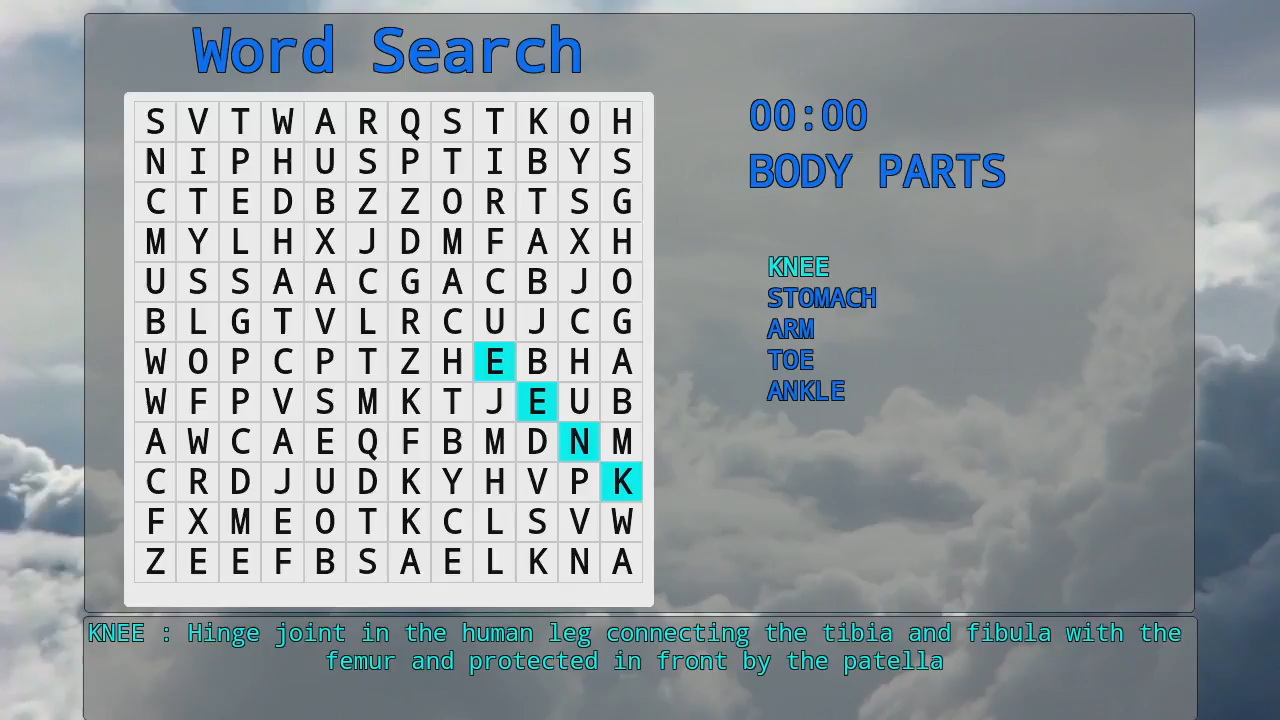 Word Search
S V T W A R Q S T K O H
N I P H U S P T I B Y S
C T E D B Z Z O R T S G
M Y L H X J D M F A X H
U S S A A C G A C B J O
B L G T V L R C U J C G
W O P C P T Z H E B H A
W F P V S M K T J E U B
A W C A E Q F B M D N M
C R D J U D K Y H V P K
F X M E O T K C L S V W
Z E E F B S A E L K N A
00:00
BODY PARTS
KNEE
STOMACH
ARM
TOE
ANKLE
KNEE : Hinge joint in the human leg connecting the tibia and fibula with the
femur and protected in front by the patella